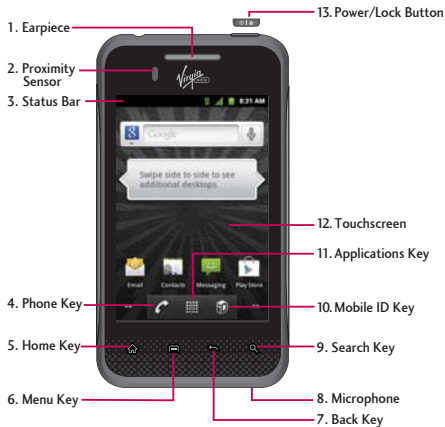 13. Power/Lock Button
1. Earpiece
2. Proximity
Sensor
Virgin
mobile
3. Status Bar
8:31 AM
Google
Swipe side to side to see
additional desktops
12. Touchscreen
11. Applications Key
Email
Contacts
Messaging
Play Store
4. Phone Key
10. Mobile ID Key
5. Home Key
9. Search Key
6. Menu Key
8. Microphone
7. Back Key